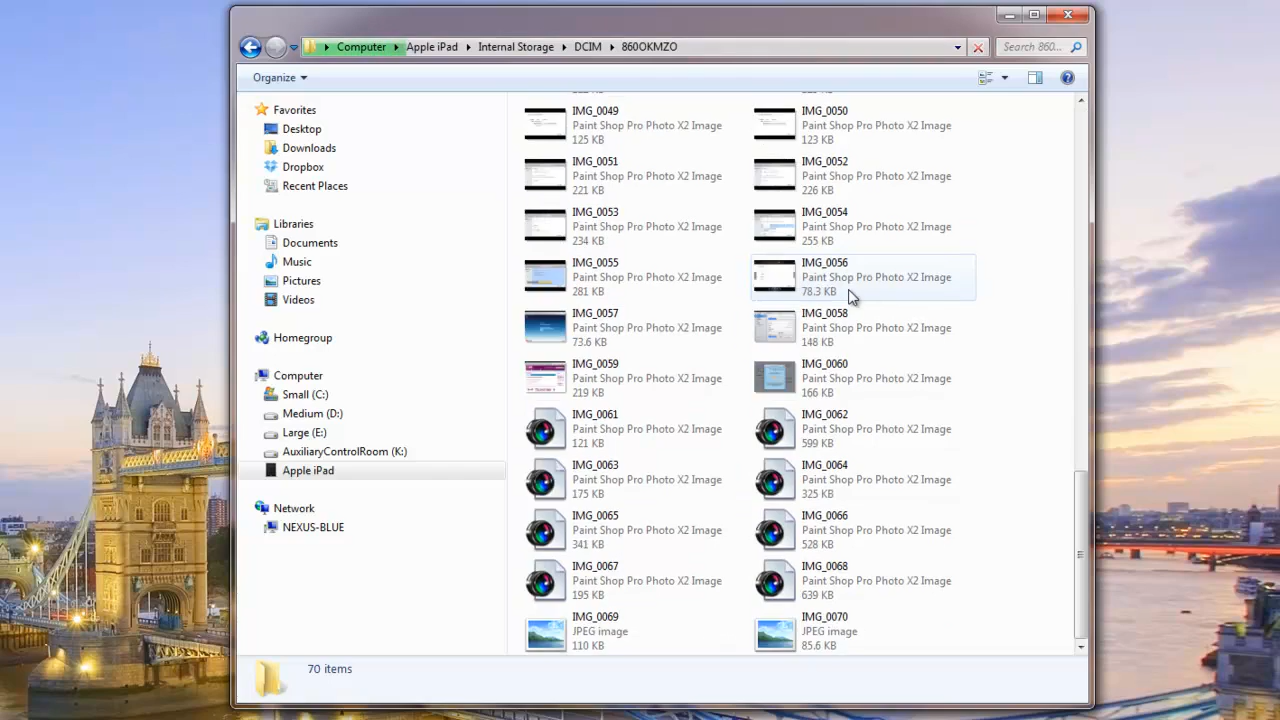 Computer Apple iPad Internal Storage DCIM 860OKMZO
Search 860...
Organize
Favorites
Desktop
Downloads
Dropbox
Recent Places
Libraries
Documents
Music
Pictures
Videos
Homegroup
Computer
Small (C:)
Medium (D:)
Large (E:)
AuxiliaryControlRoom (K:)
Apple iPad
Network
NEXUS-BLUE
IMG_0049
Paint Shop Pro Photo X2 Image
125 KB
IMG_0050
Paint Shop Pro Photo X2 Image
123 KB
IMG_0051
Paint Shop Pro Photo X2 Image
221 KB
IMG_0052
Paint Shop Pro Photo X2 Image
226 KB
IMG_0053
Paint Shop Pro Photo X2 Image
234 KB
IMG_0054
Paint Shop Pro Photo X2 Image
255 KB
IMG_0055
Paint Shop Pro Photo X2 Image
281 KB
IMG_0056
Paint Shop Pro Photo X2 Image
78.3 KB
IMG_0057
Paint Shop Pro Photo X2 Image
73.6 KB
IMG_0058
Paint Shop Pro Photo X2 Image
148 KB
IMG_0059
Paint Shop Pro Photo X2 Image
219 KB
IMG_0060
Paint Shop Pro Photo X2 Image
166 KB
IMG_0061
Paint Shop Pro Photo X2 Image
121 KB
IMG_0062
Paint Shop Pro Photo X2 Image
599 KB
IMG_0063
Paint Shop Pro Photo X2 Image
175 KB
IMG_0064
Paint Shop Pro Photo X2 Image
325 KB
IMG_0065
Paint Shop Pro Photo X2 Image
341 KB
IMG_0066
Paint Shop Pro Photo X2 Image
528 KB
IMG_0067
Paint Shop Pro Photo X2 Image
195 KB
IMG_0068
Paint Shop Pro Photo X2 Image
639 KB
IMG_0069
JPEG image
110 KB
IMG_0070
JPEG image
85.6 KB
70 items